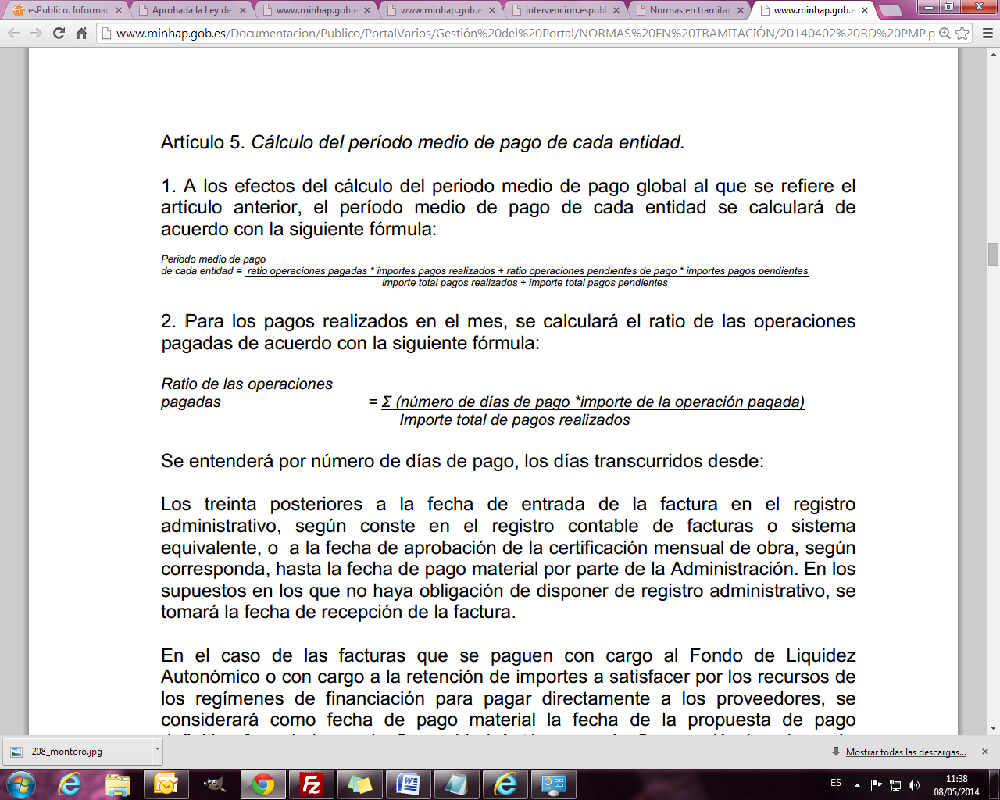 esPublico. Informac
Aprobada la Ley de
www.minhap.gob.e
www.minhap.gob.e
intervencion.espubl
Normas en tramitac
www.minhap.gob.e
www.minhap.gob.es/Documentacion/Publico/PortalVarios/Gestión%20del%20Portal/NORMAS%20EN%20TRAMITACIÓN/20140402%20RD%20PMP.p
Artículo 5. Cálculo del período medio de pago de cada entidad.
1. A los efectos del cálculo del periodo medio de pago global al que se refiere el
artículo anterior, el período medio de pago de cada entidad se calculará de
acuerdo con la siguiente fórmula:
Periodo medio de pago
de cada entidad = ratio operaciones pagadas * importes pagos realizados + ratio operaciones pendientes de pago * importes pagos pendientes
importe total pagos realizados + importe total pagos pendientes
2. Para los pagos realizados en el mes, se calculará el ratio de las operaciones
pagadas de acuerdo con la siguiente fórmula:
Ratio de las operaciones
pagadas = Σ (número de días de pago *importe de la operación pagada)
Importe total de pagos realizados
Se entenderá por número de días de pago, los días transcurridos desde:
Los treinta posteriores a la fecha de entrada de la factura en el registro
administrativo, según conste en el registro contable de facturas o sistema
equivalente, o a la fecha de aprobación de la certificación mensual de obra, según
corresponda, hasta la fecha de pago material por parte de la Administración. En los
supuestos en los que no haya obligación de disponer de registro administrativo, se
tomará la fecha de recepción de la factura.
En el caso de las facturas que se paguen con cargo al Fondo de Liquidez
Autonómico o con cargo a la retención de importes a satisfacer por los recursos de
los regímenes de financiación para pagar directamente a los proveedores, se
considerará como fecha de pago material la fecha de la propuesta de pago
208_montoro.jpg
Mostrar todas las descargas...
ES
11:38
08/05/2014